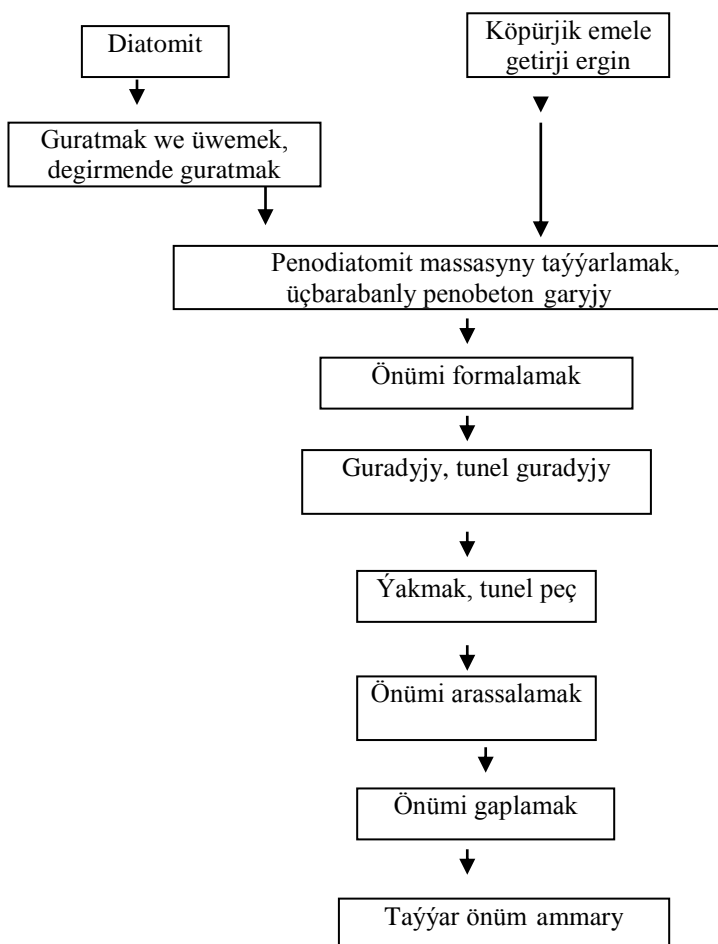 Diatomit
Köpürjik emele
getirji ergin
Guratmak we üwemek,
degirmende guratmak
Penodiatomit massasyny taýýarlamak,
üçbarabanly penobeton garyjy
Önümi formalamak
Guradyjy, tunel guradyjy
Ýakmak, tunel peç
Önümi arassalamak
Önümi gaplamak
Taýýar önüm ammary